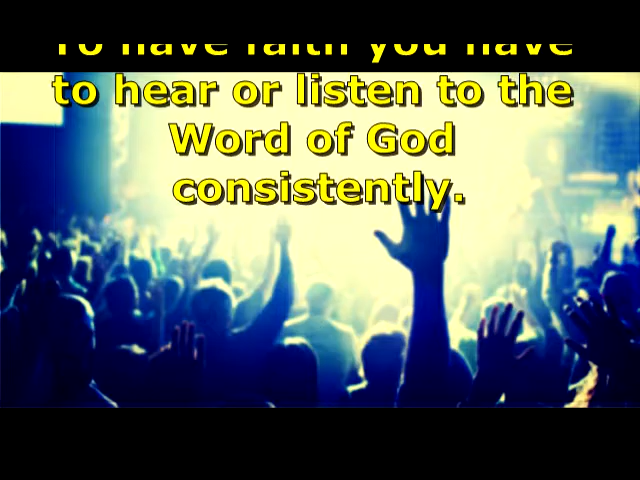 To have faith you have
to hear or listen to the
Word of God
consistently.